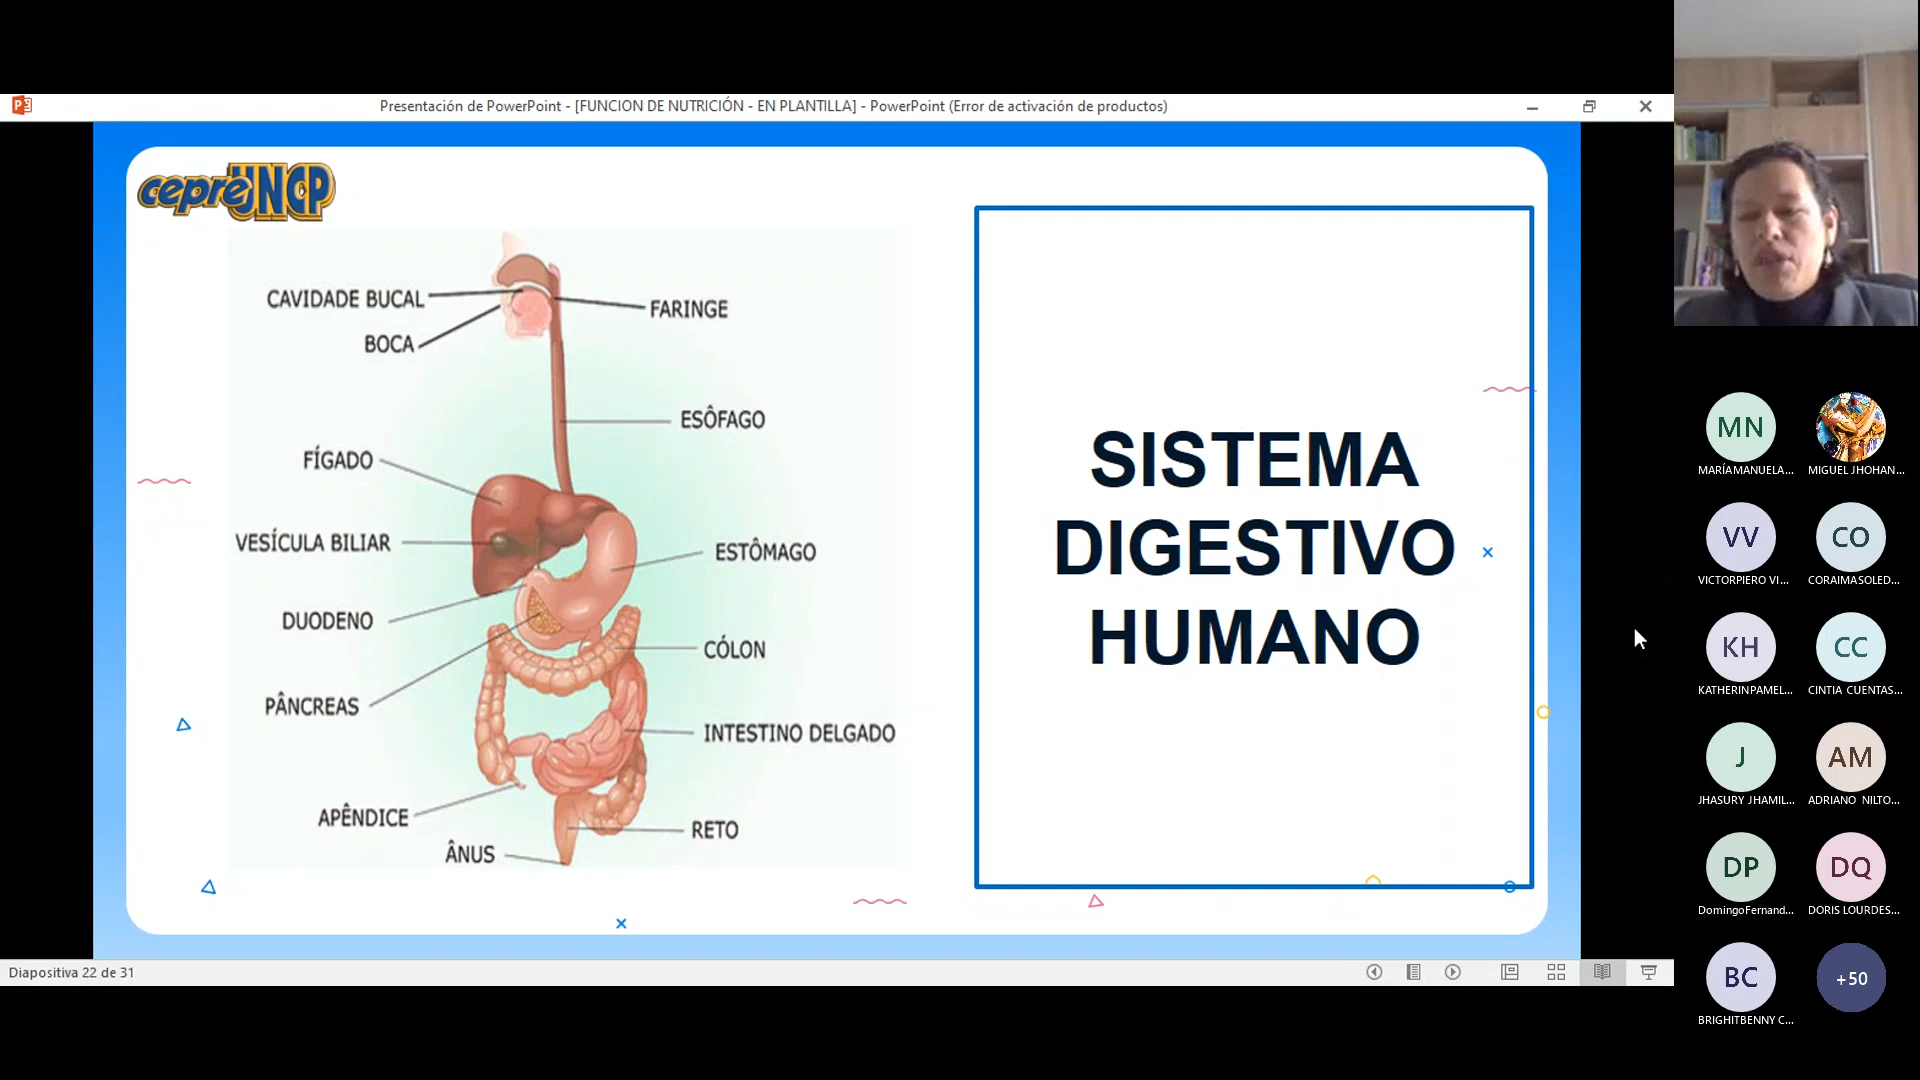 Presentación de PowerPoint - [FUNCION DE NUTRICIÓN - EN PLANTILLA] - PowerPoint (Error de activación de productos)
cepreUNCP
CAVIDADE BUCAL
FARINGE
BOCA
ESÔFAGO
FÍGADO
VESÍCULA BILIAR
ESTÔMAGO
DUODENO
CÓLON
PÂNCREAS
INTESTINO DELGADO
APÊNDICE
RETO
ÂNUS
SISTEMA
DIGESTIVO
HUMANO
Diapositiva 22 de 31
MN
MARÍAMANUELA...
MIGUEL JHOHAN...
VV
VICTORPIERO VI...
CO
CORAIMASOLED...
KH
KATHERINPAMEL...
CC
CINTIA CUENTAS...
J
JHASURY JHAMIL...
AM
ADRIANO NILTO...
DP
DomingoFernand...
DQ
DORIS LOURDES...
BC
BRIGHITBENNY C...
+50